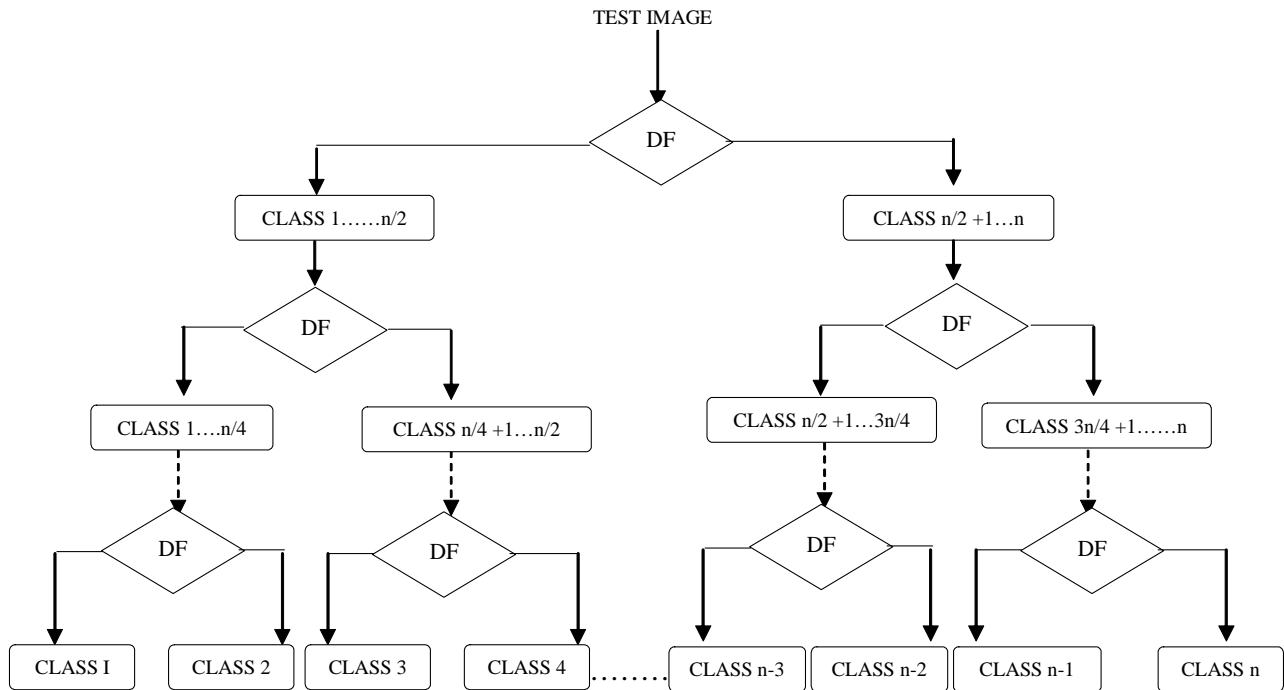 TEST IMAGE
DF
CLASS 1……n/2
CLASS n/2 +1…n
DF
DF
CLASS 1….n/4
CLASS n/4 +1…n/2
CLASS n/2 +1…3n/4
CLASS 3n/4 +1……n
DF
DF
DF
DF
CLASS I
CLASS 2
CLASS 3
CLASS 4
………
CLASS n-3
CLASS n-2
CLASS n-1
CLASS n